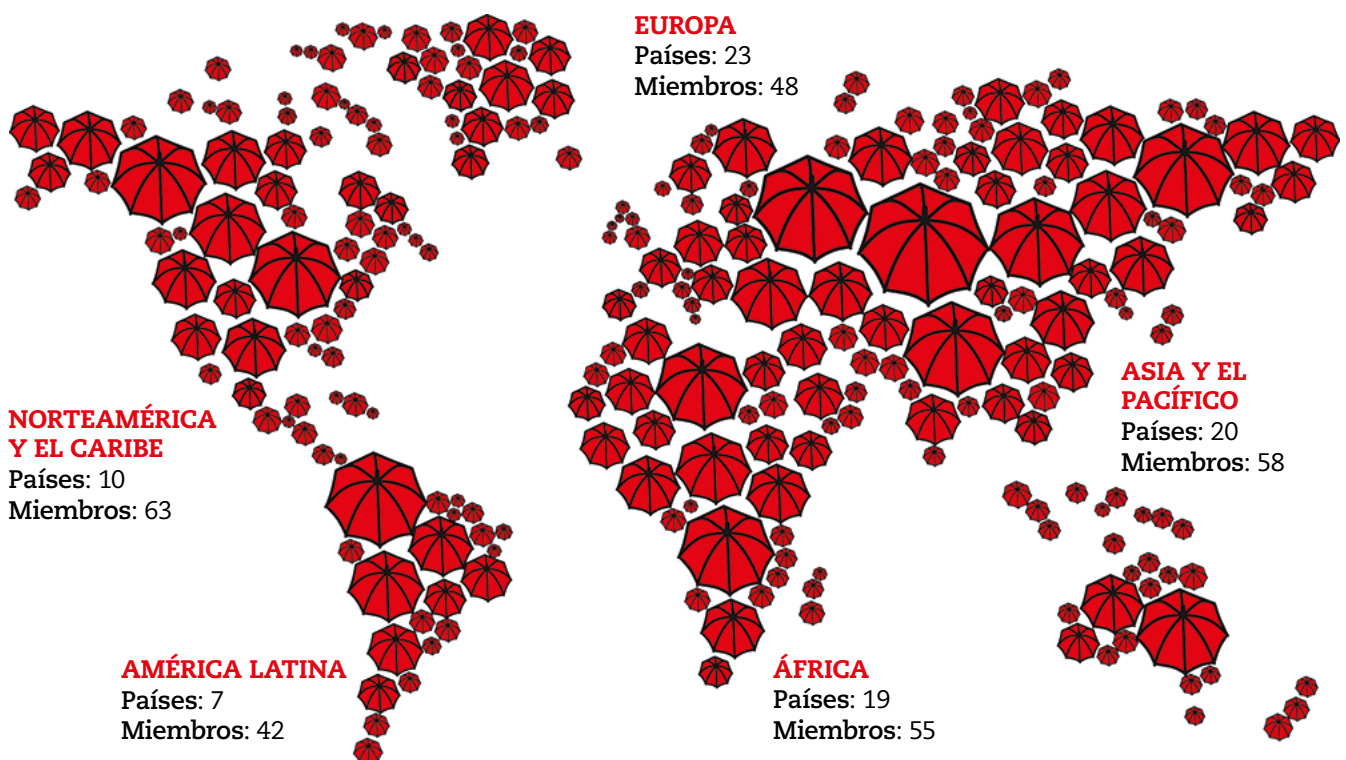 EUROPA
Países: 23
Miembros: 48
ASIA Y EL
PACÍFICO
Países: 20
Miembros: 58
NORTEAMÉRICA
Y EL CARIBE
Países: 10
Miembros: 63
AMÉRICA LATINA
Países: 7
Miembros: 42
ÁFRICA
Países: 19
Miembros: 55